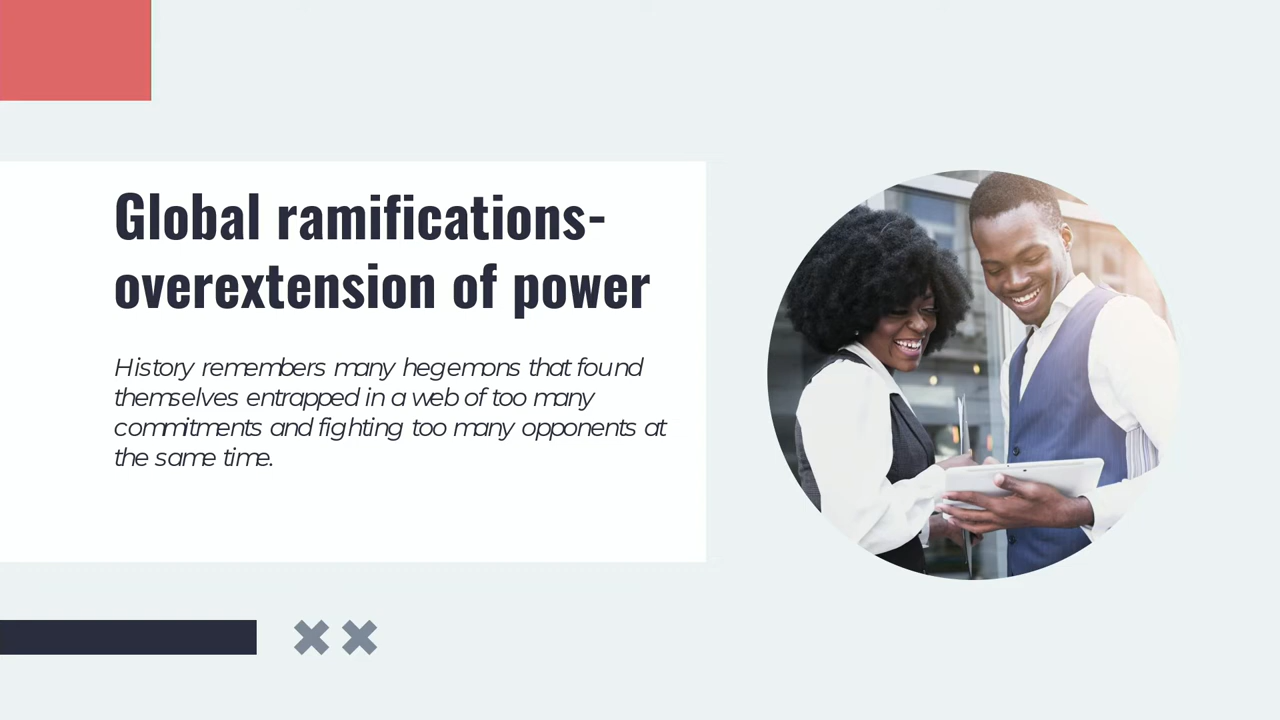 Global ramifications-
overextension of power
History remembers many hegemons that found
themselves entrapped in a web of too many
commitments and fighting too many opponents at
the same time.